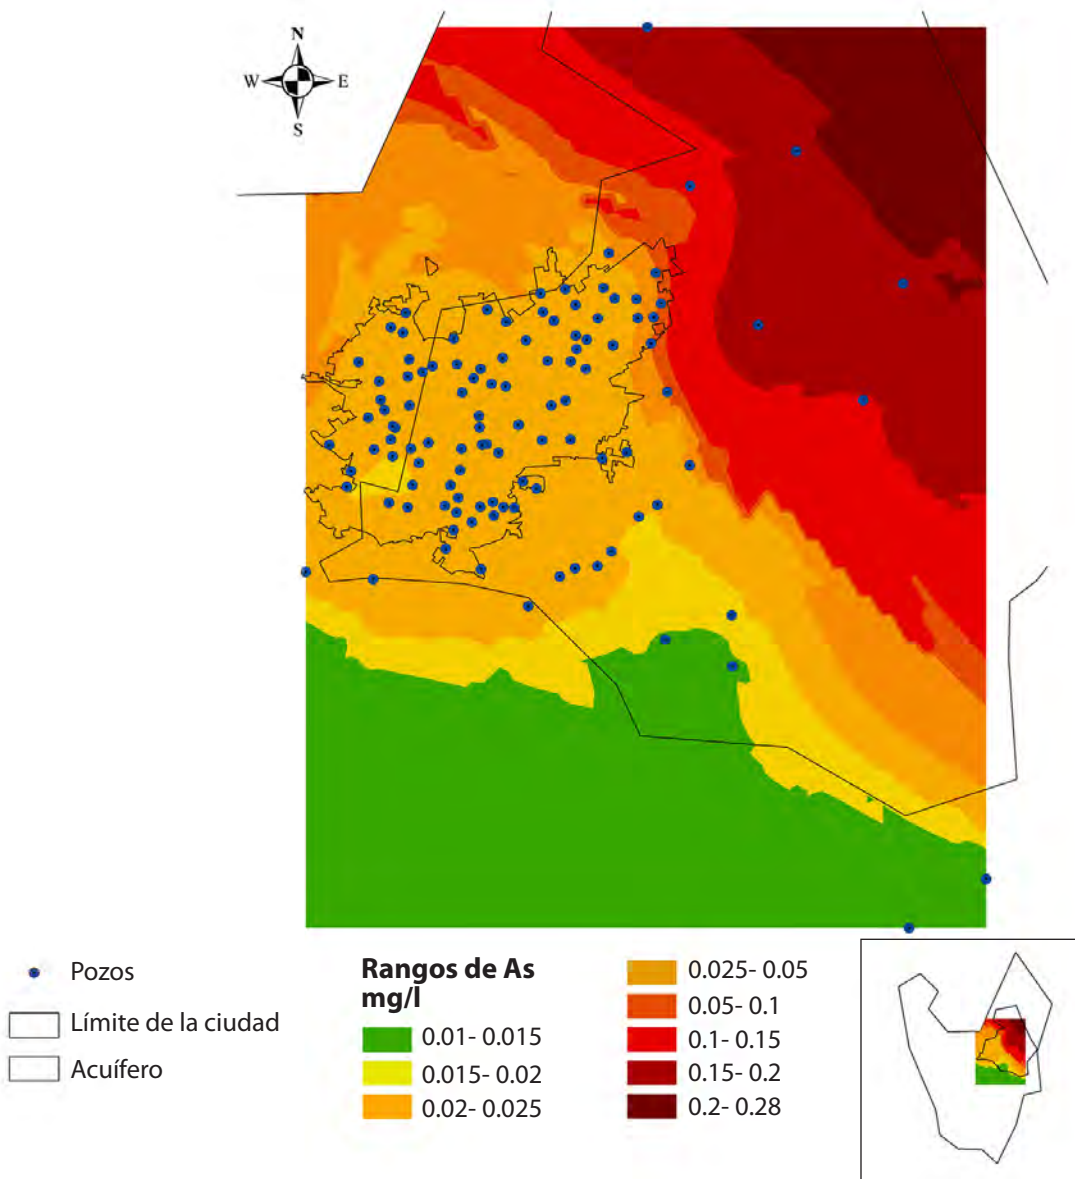 N
W E
S
Pozos
Límite de la ciudad
Acuífero
Rangos de As
mg/l
0.01- 0.015
0.015- 0.02
0.02- 0.025
0.025- 0.05
0.05- 0.1
0.1- 0.15
0.15- 0.2
0.2- 0.28